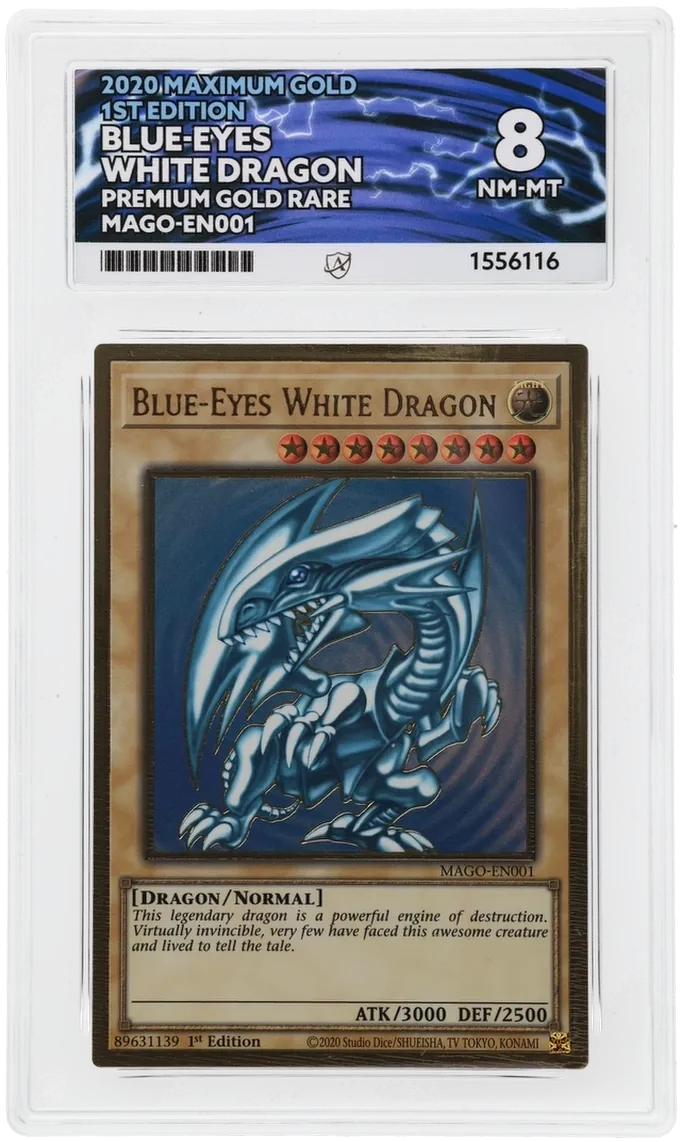 2020 MAXIMUM GOLD
1ST EDITION
BLUE-EYES
WHITE DRAGON
PREMIUM GOLD RARE
MAGO-EN001
8
NM-MT
1556116
BLUE-EYES WHITE DRAGON
LIGHT
光
MAGO-EN001
[DRAGON/NORMAL]
This legendary dragon is a powerful engine of destruction.
Virtually invincible, very few have faced this awesome creature
and lived to tell the tale.
ATK/3000 DEF/2500
89631139 1st Edition ©2020 Studio Dice/SHUEISHA, TV TOKYO, KONAMI